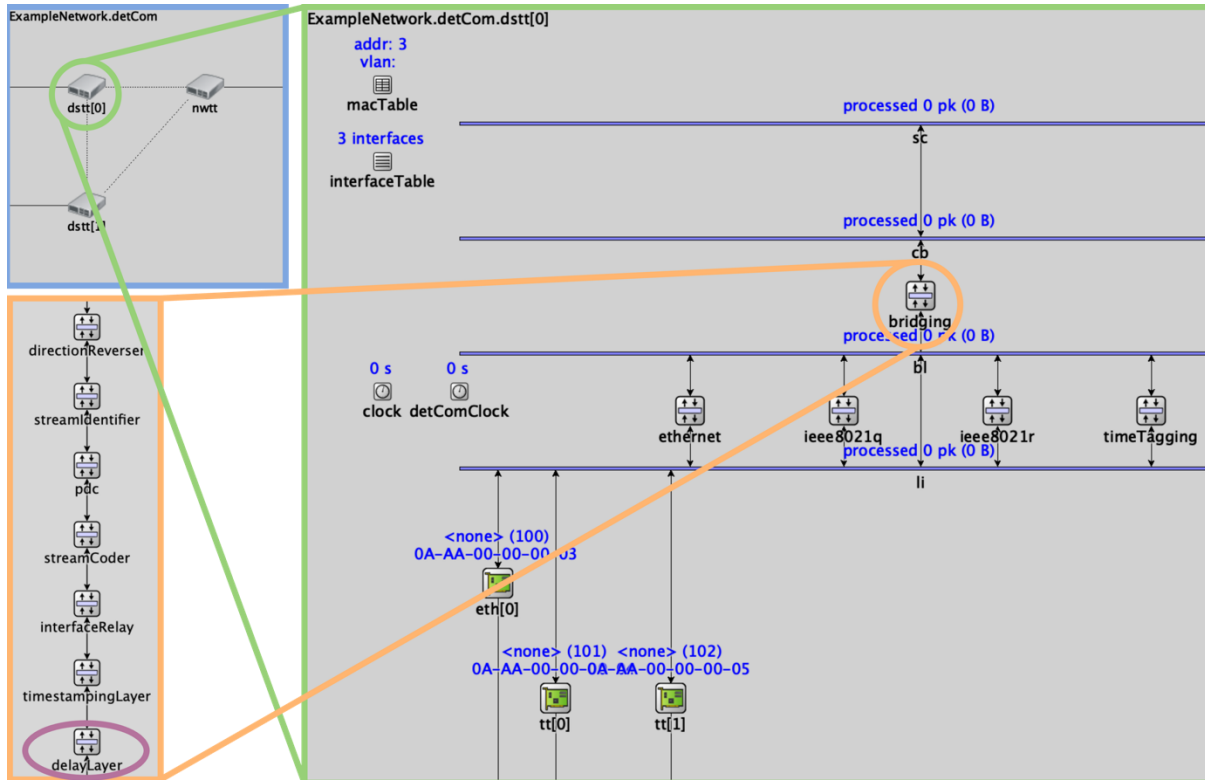 ExampleNetwork.detCom
dstt[0]
nwtt
dstt[1]
directionReverser
streamIdentifier
pdc
streamCoder
interfaceRelay
timestampingLayer
delayLayer
ExampleNetwork.detCom.dstt[0]
addr: 3
vlan:
macTable
3 interfaces
interfaceTable
processed 0 pk (0 B)
sc
processed 0 pk (0 B)
cb
bridging
processed 0 pk (0 B)
bl
0 s
0 s
clock
detComClock
ethernet
ieee8021q
ieee8021r
timeTagging
processed 0 pk (0 B)
li
<none> (100)
0A-AA-00-00-00-03
eth[0]
<none> (101)
<none> (102)
0A-AA-00-00-0
AA-00-00-00-05
tt[0]
tt[1]